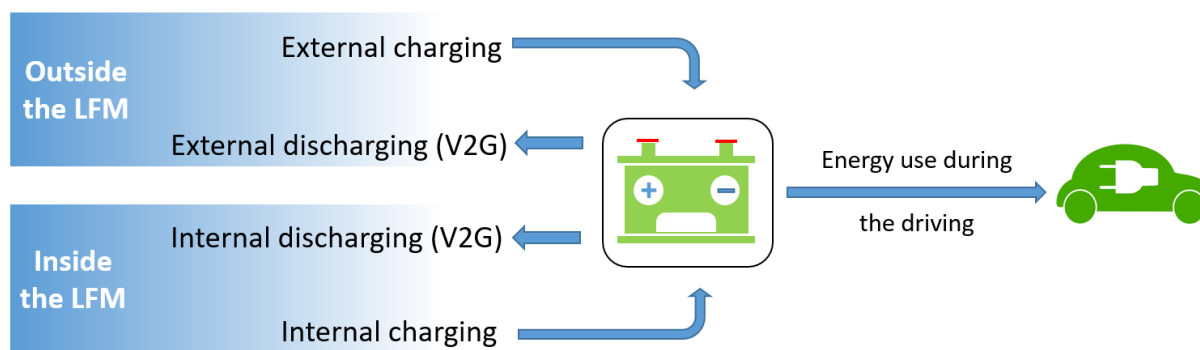 Outside
the LFM
External charging
External discharging (V2G)
Inside
the LFM
Internal discharging (V2G)
Internal charging
Energy use during
the driving